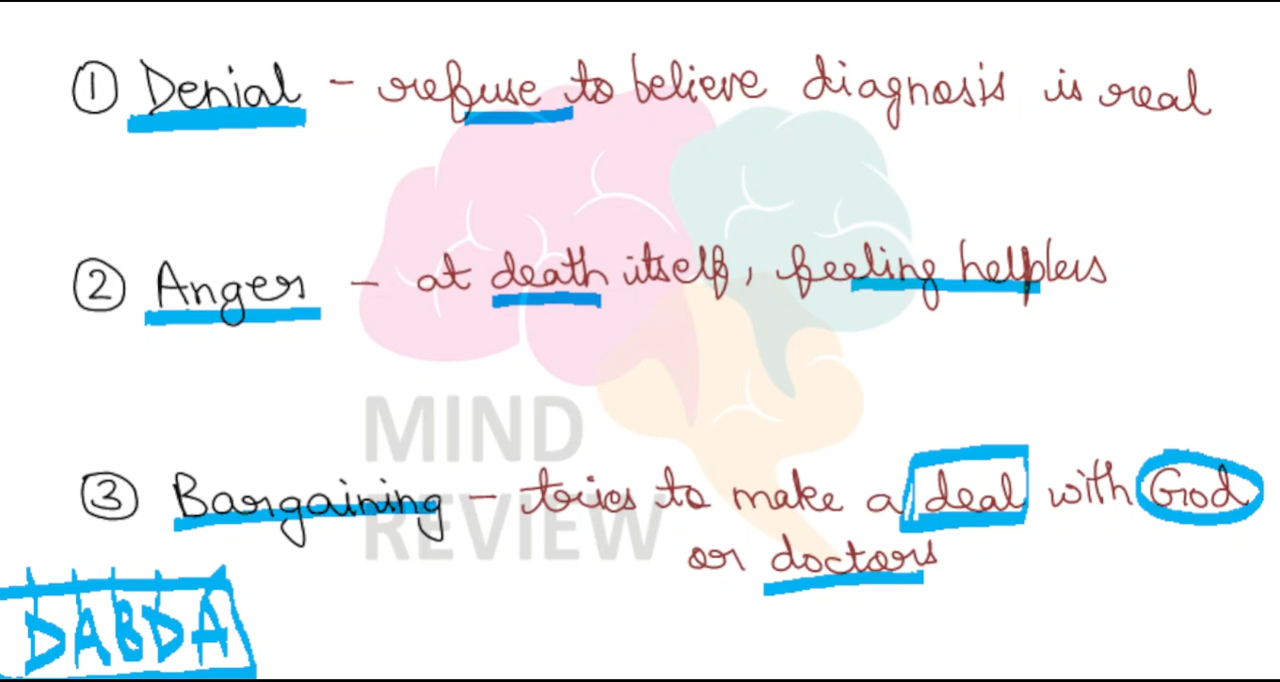 ① Denial - refuse to believe diagnosis is real
② Anger - at death itself, feeling helpless
MIND
③ Bargaining - tries to make a deal with God
REVIEW
or doctors
DABDA